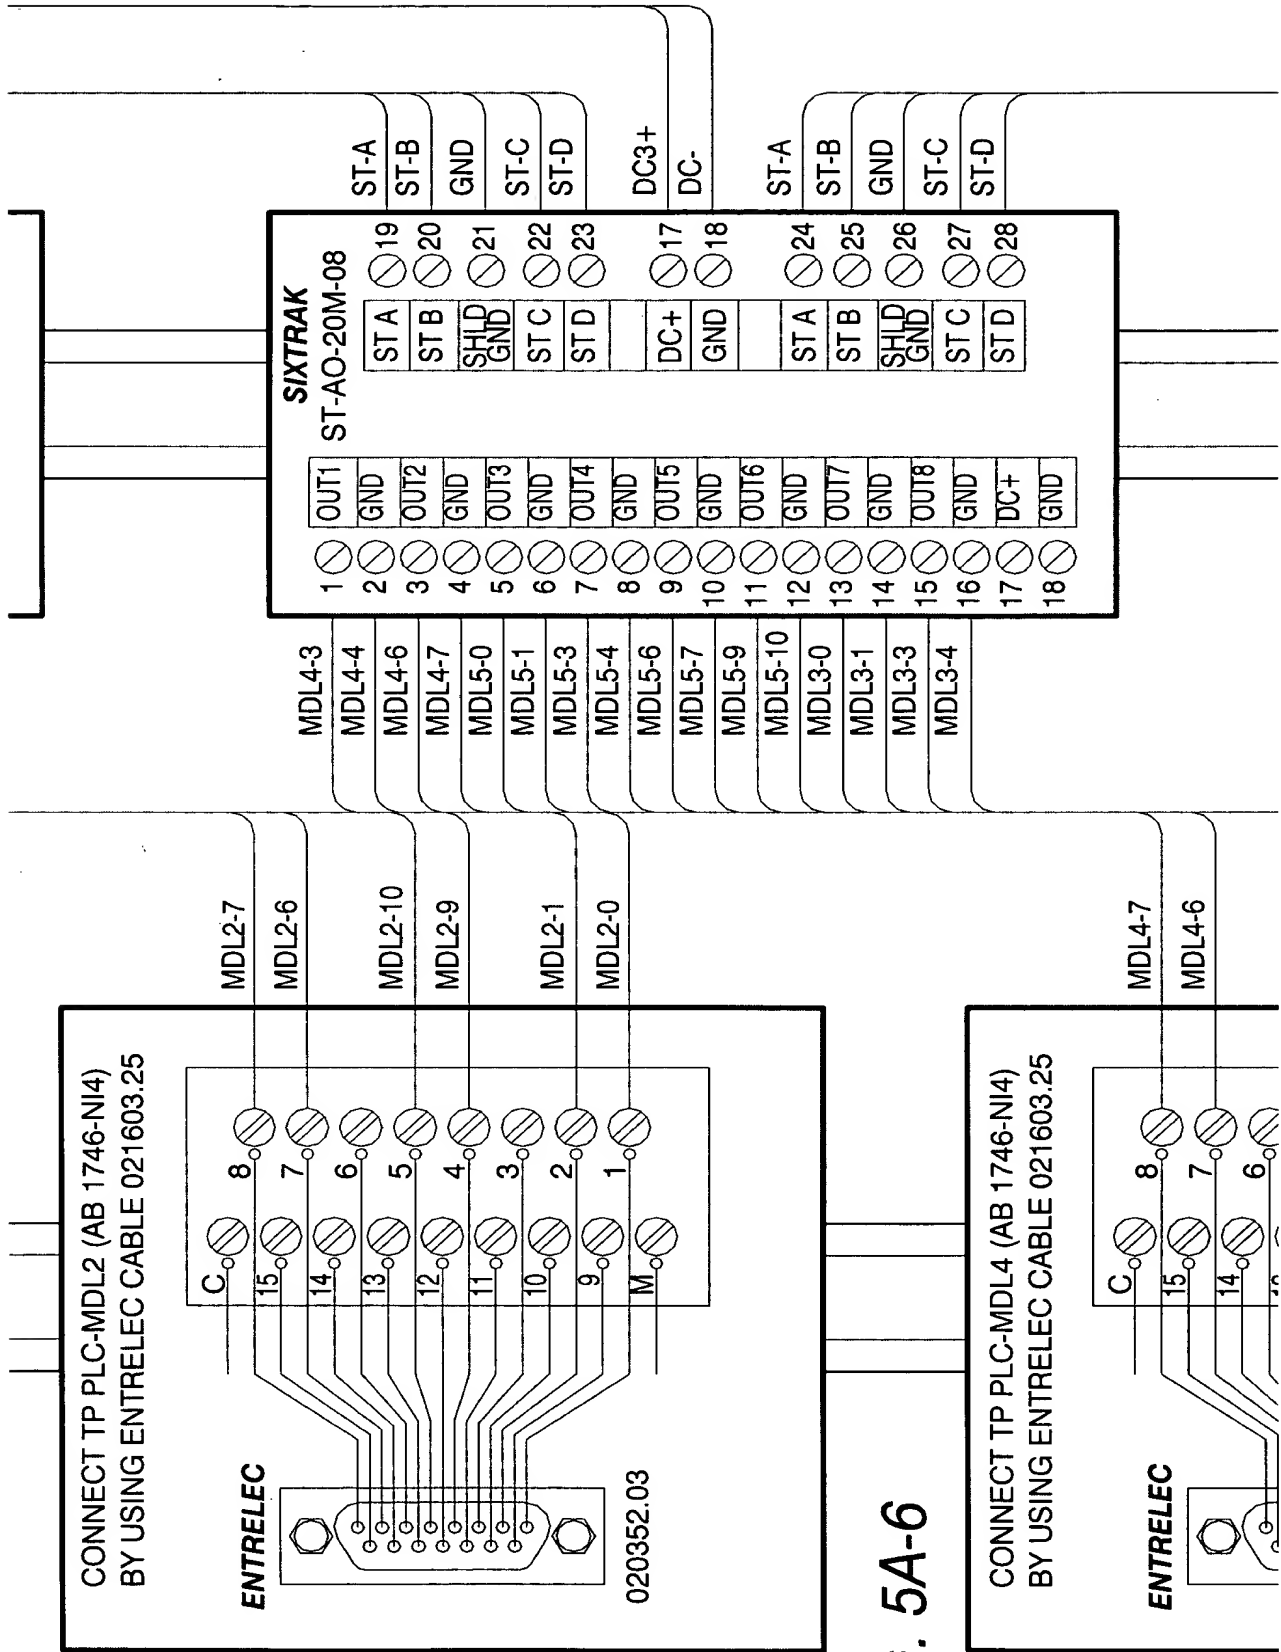 ST-A
ST-B
GND
ST-C
ST-D
DC3+
DC-
ST-A
ST-B
GND
ST-C
ST-D
SIXTRAK
ST-AO-20M-08
19
20
21
22
23
17
18
24
25
26
27
28
ST A
ST B
SHLD
GND
ST C
ST D
DC+
GND
ST A
ST B
SHLD
GND
ST C
ST D
OUT1
GND
OUT2
GND
OUT3
GND
OUT4
GND
OUT5
GND
OUT6
GND
OUT7
GND
OUT8
GND
DC+
GND
1
2
3
4
5
6
7
8
9
10
11
12
13
14
15
16
17
18
MDL4-3
MDL4-4
MDL4-6
MDL4-7
MDL5-0
MDL5-1
MDL5-3
MDL5-4
MDL5-6
MDL5-7
MDL5-9
MDL5-10
MDL3-0
MDL3-1
MDL3-3
MDL3-4
MDL2-7
MDL2-6
MDL2-10
MDL2-9
MDL2-1
MDL2-0
CONNECT TP PLC-MDL2 (AB 1746-NI4)
BY USING ENTRELEC CABLE 021603.25
8
7
6
5
4
3
2
1
C
15
14
13
12
11
10
9
M
ENTRELEC
020352.03
5A-6
MDL4-7
MDL4-6
CONNECT TP PLC-MDL4 (AB 1746-NI4)
BY USING ENTRELEC CABLE 021603.25
8
7
6
C
15
14
ENTRELEC